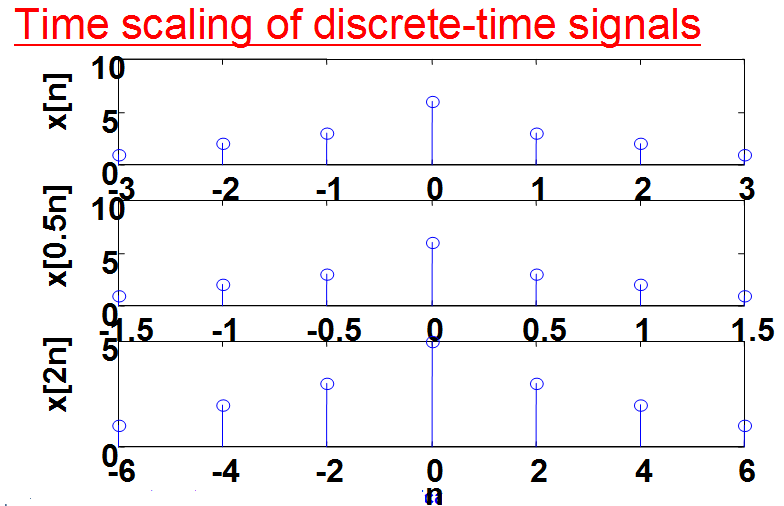 Time scaling of discrete-time signals
10
x[n]
5
0
-3 -2 -1 0 1 2 3
10
x[0.5n]
5
0
-1.5 -1 -0.5 0 0.5 1 1.5
5
x[2n]
0
-6 -4 -2 0 2 4 6
n